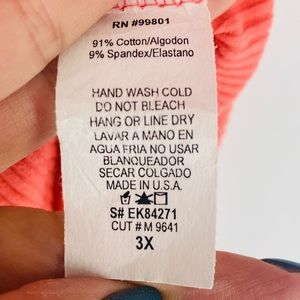 RN #99801
91% Cotton/Algodon
9% Spandex/Elastano
HAND WASH COLD
DO NOT BLEACH
HANG OR LINE DRY
LAVAR A MANO EN
AGUA FRIA NO USAR
BLANQUEADOR
SECAR COLGADO
MADE IN U.S.A.
S# EK84271
CUT # M 9641
3X